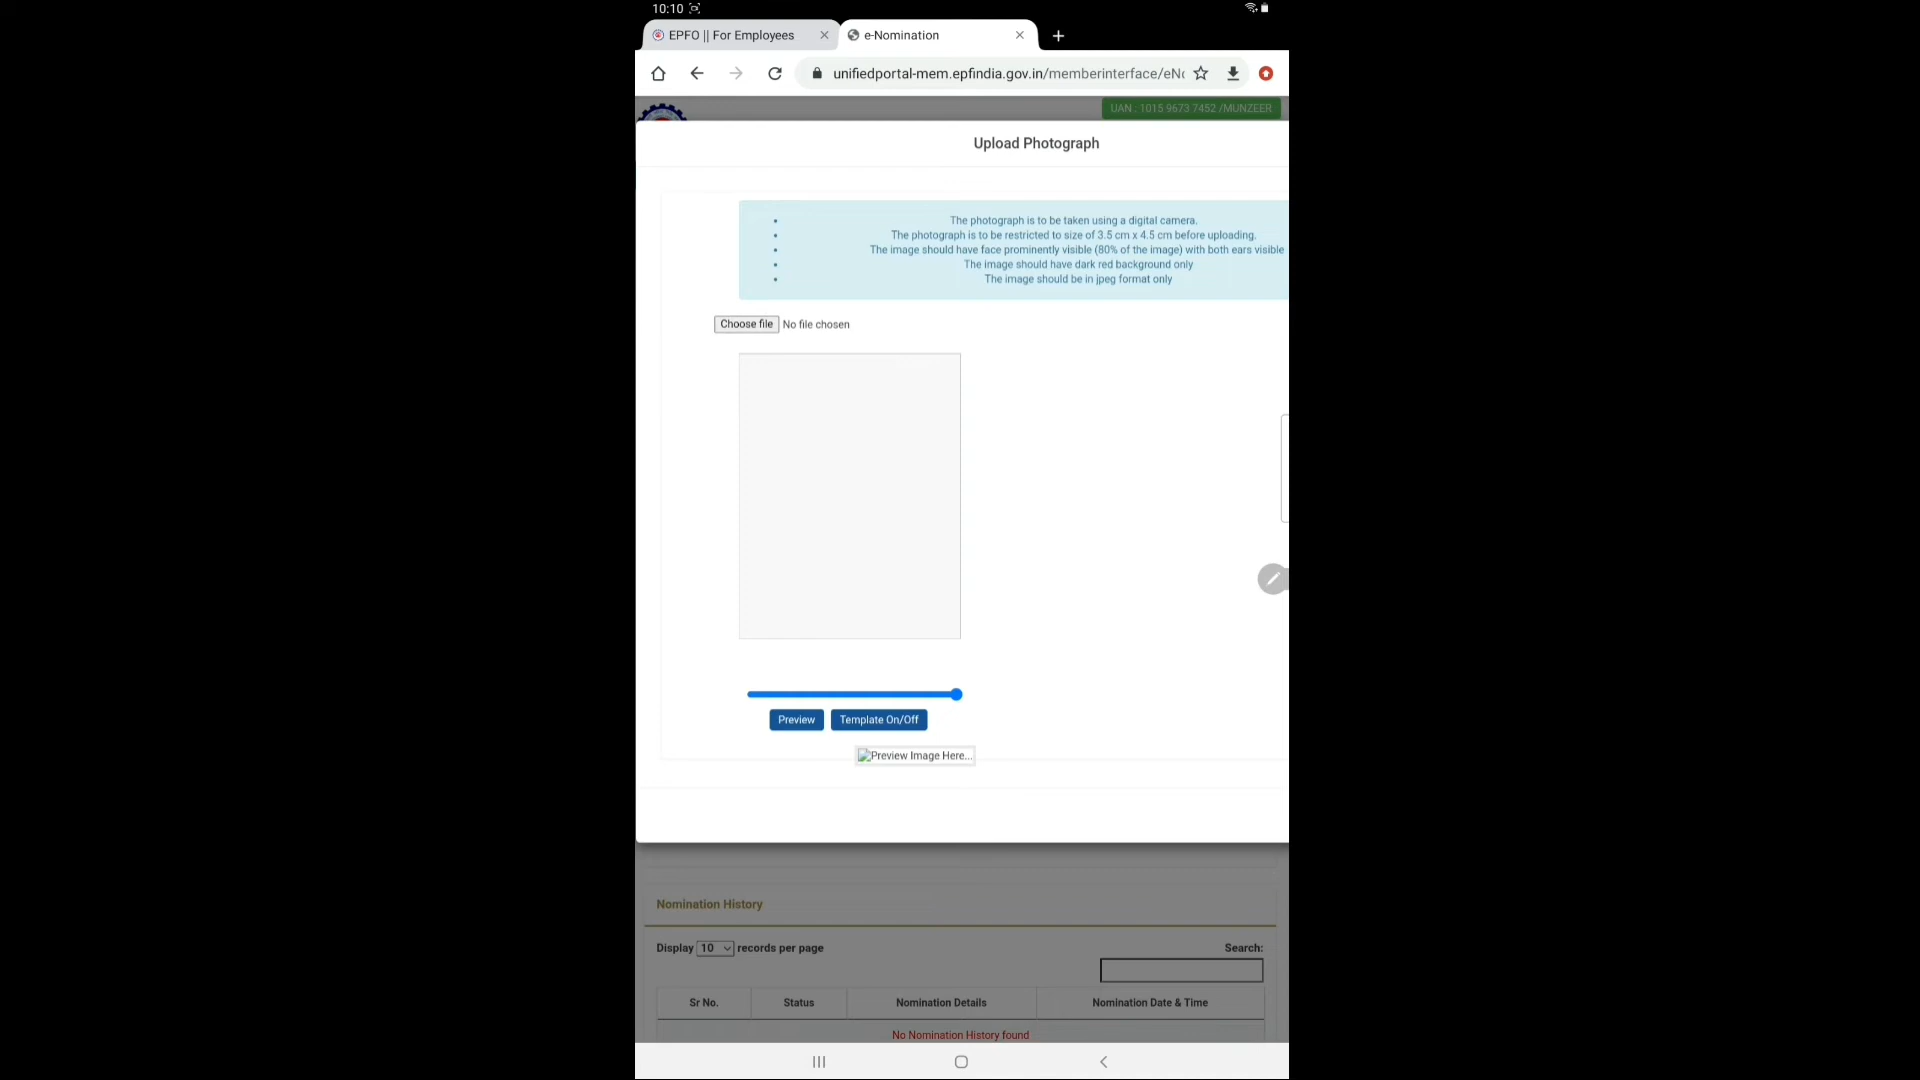 10:10
EPFO || For Employees
e-Nomination
unifiedportal-mem.epfindia.gov.in/memberinterface/eNo
UAN . 1015 9673 7452 /MUNZEER
Upload Photograph
The photograph is to be taken using a digital camera.
The photograph is to be restricted to size of 3.5 cm x 4.5 cm before uploading.
The image should have face prominently visible (80% of the image) with both ears visible
The image should have dark red background only
The image should be in jpeg format only
Choose file No file chosen
Preview Template On/Off
Preview Image Here...
Nomination History
Display 10 records per page
Search:
Sr No. Status Nomination Details Nomination Date & Time
No Nomination History found